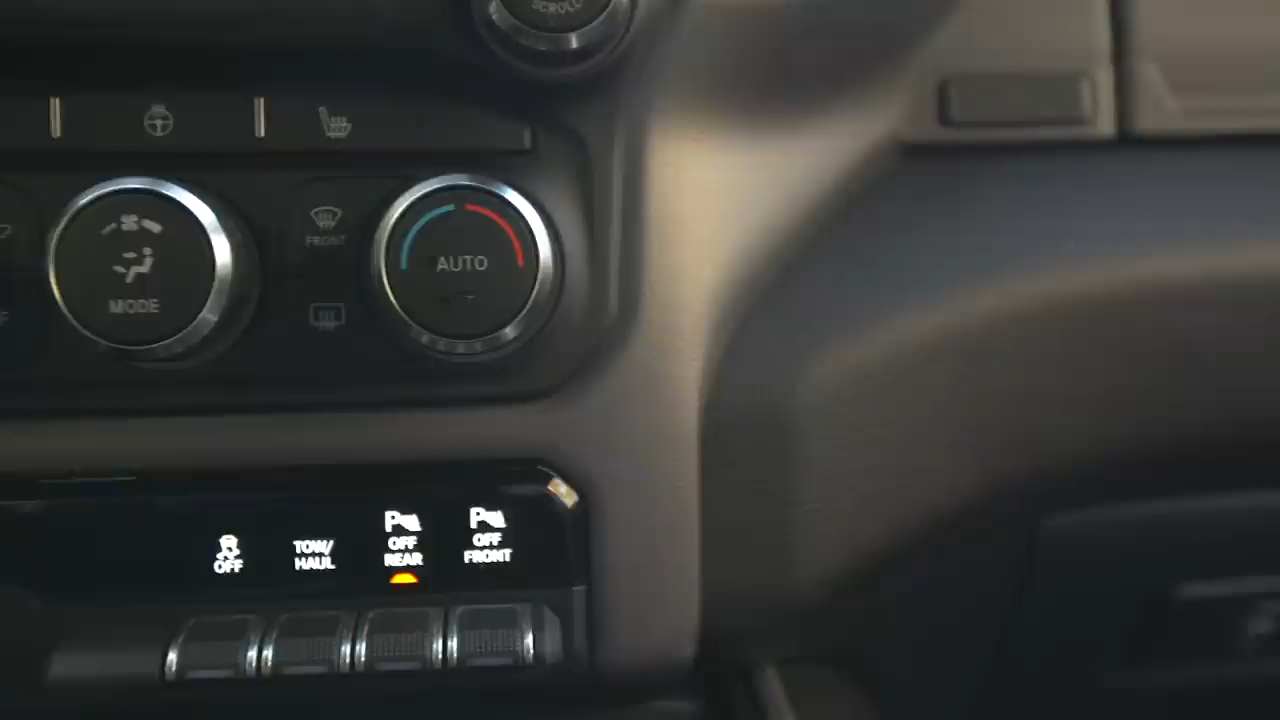 SCROLL
FRONT
AUTO
MODE
OFF
TOW/
HAUL
OFF
REAR
OFF
FRONT